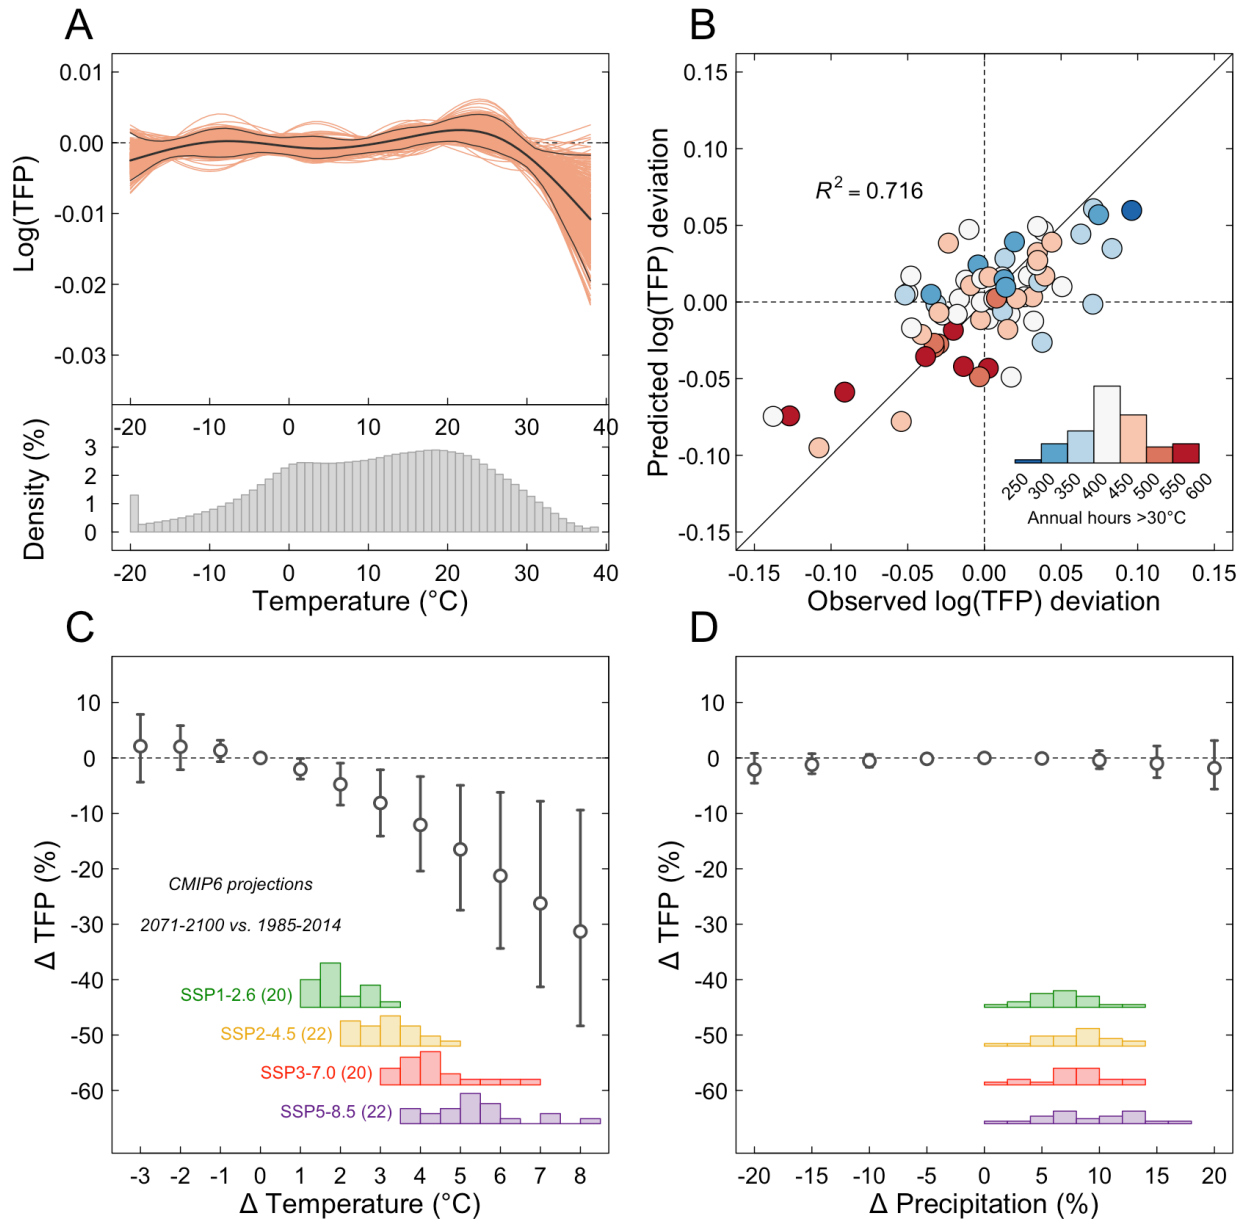 A
0.01
0.00
-0.01
-0.02
-0.03
Log(TFP)
-20 -10 0 10 20 30 40
3
2
1
0
Density (%)
-20 -10 0 10 20 30 40
Temperature (°C)
B
0.15
0.10
0.05
0.00
-0.05
-0.10
-0.15
Predicted log(TFP) deviation
R² = 0.716
250 300 350 400 450 500 550 600
Annual hours >30°C
-0.15 -0.10 -0.05 0.00 0.05 0.10 0.15
Observed log(TFP) deviation
C
10
0
-10
-20
-30
-40
-50
-60
Δ TFP (%)
CMIP6 projections
2071-2100 vs. 1985-2014
SSP1-2.6 (20)
SSP2-4.5 (22)
SSP3-7.0 (20)
SSP5-8.5 (22)
-3 -2 -1 0 1 2 3 4 5 6 7 8
Δ Temperature (°C)
D
10
0
-10
-20
-30
-40
-50
-60
Δ TFP (%)
-20 -15 -10 -5 0 5 10 15 20
Δ Precipitation (%)